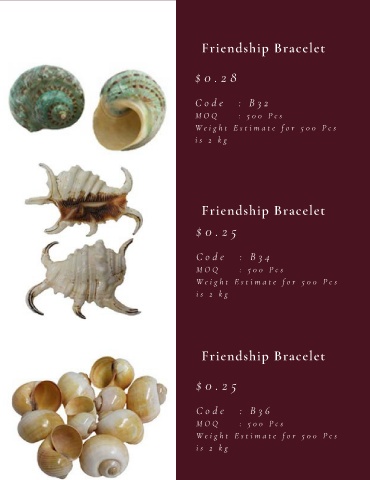 Friendship Bracelet
$0.28
Code : B32
MOQ : 500 Pcs
Weight Estimate for 500 Pcs
is 2 kg
Friendship Bracelet
$0.25
Code : B34
MOQ : 500 Pcs
Weight Estimate for 500 Pcs
is 2 kg
Friendship Bracelet
$0.25
Code : B36
MOQ : 500 Pcs
Weight Estimate for 500 Pcs
is 2 kg